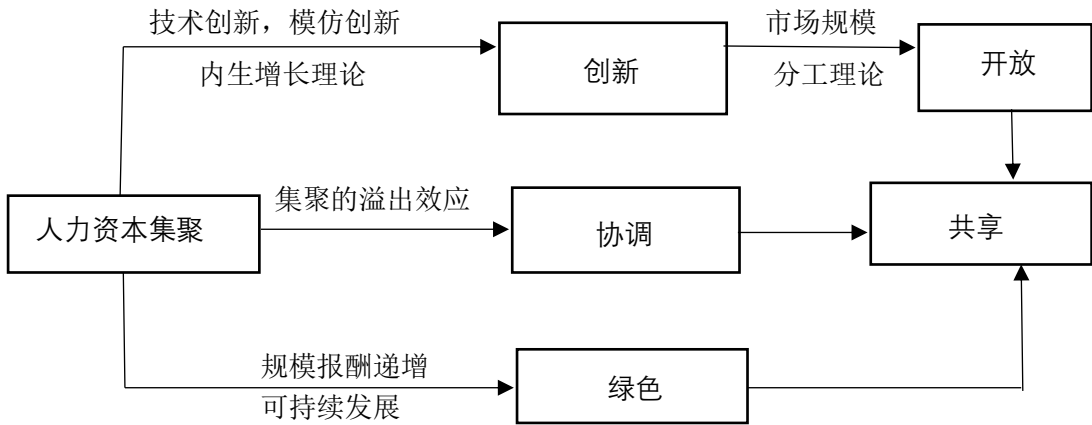 技术创新，模仿创新
内生增长理论
创新
市场规模
分工理论
开放
人力资本集聚
集聚的溢出效应
协调
共享
规模报酬递增
可持续发展
绿色